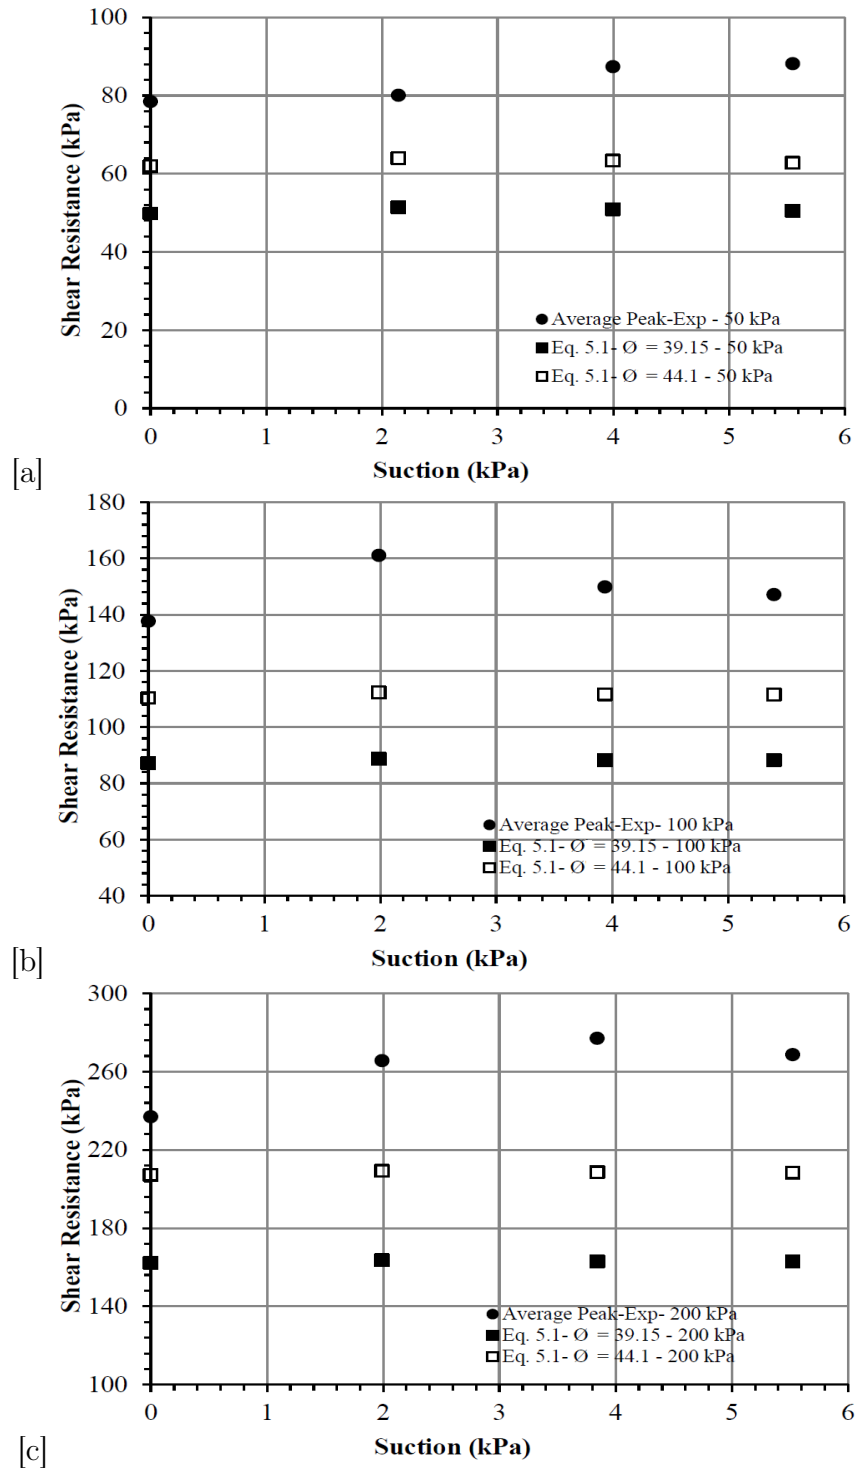 100
80
60
40
20
0
Shear Resistance (kPa)
Average Peak-Exp - 50 kPa
Eq. 5.1- Ø = 39.15 - 50 kPa
Eq. 5.1- Ø = 44.1 - 50 kPa
0 1 2 3 4 5 6
Suction (kPa)
[a]
180
160
140
120
100
80
60
40
Shear Resistance (kPa)
Average Peak-Exp- 100 kPa
Eq. 5.1- Ø = 39.15 - 100 kPa
Eq. 5.1- Ø = 44.1 - 100 kPa
0 1 2 3 4 5 6
Suction (kPa)
[b]
300
260
220
180
140
100
Shear Resistance (kPa)
Average Peak-Exp- 200 kPa
Eq. 5.1- Ø = 39.15 - 200 kPa
Eq. 5.1- Ø = 44.1 - 200 kPa
0 1 2 3 4 5 6
Suction (kPa)
[c]